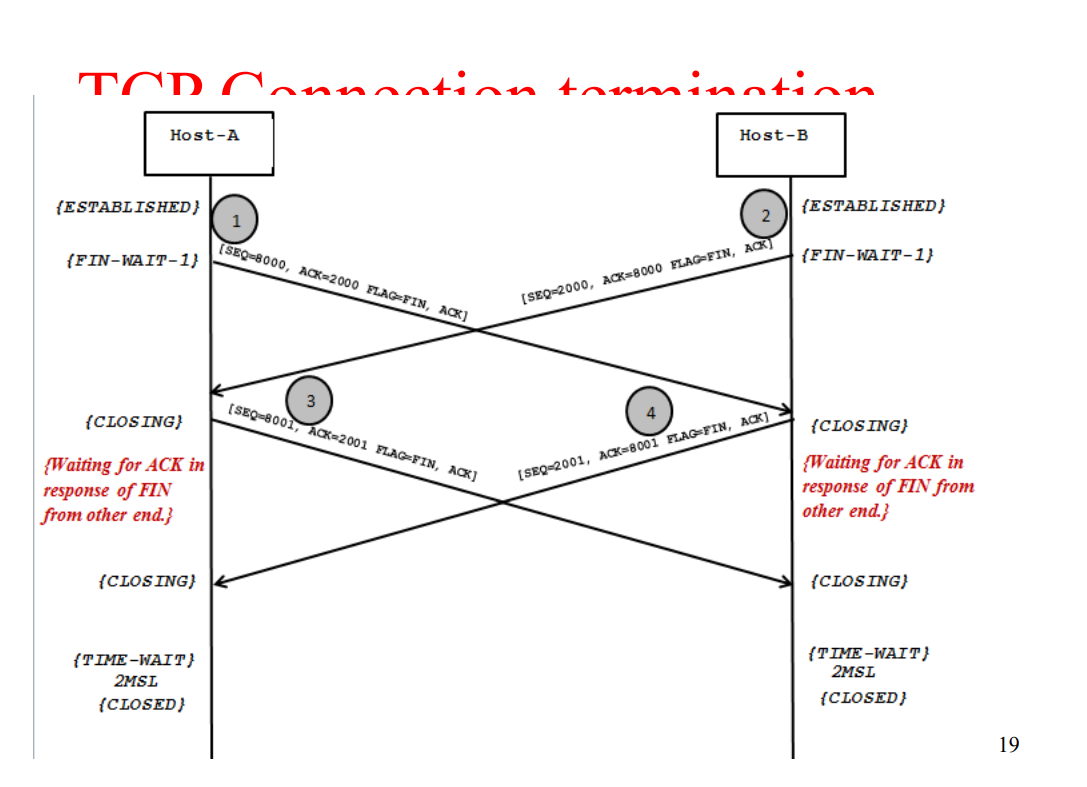 TCP Connection termination
Host-A
Host-B
{ESTABLISHED}
1
2
{ESTABLISHED}
{FIN-WAIT-1}
[SEQ=8000, ACK=2000 FLAG=FIN, ACK]
[SEQ=2000, ACK=8000 FLAG=FIN, ACK]
{FIN-WAIT-1}
3
4
{CLOSING}
[SEQ=8001, ACK=2001 FLAG=FIN, ACK]
[SEQ=2001, ACK=8001 FLAG=FIN, ACK]
{CLOSING}
{Waiting for ACK in
response of FIN
from other end.}
{Waiting for ACK in
response of FIN from
other end.}
{CLOSING}
{CLOSING}
{TIME-WAIT}
2MSL
{CLOSED}
{TIME-WAIT}
2MSL
{CLOSED}
19